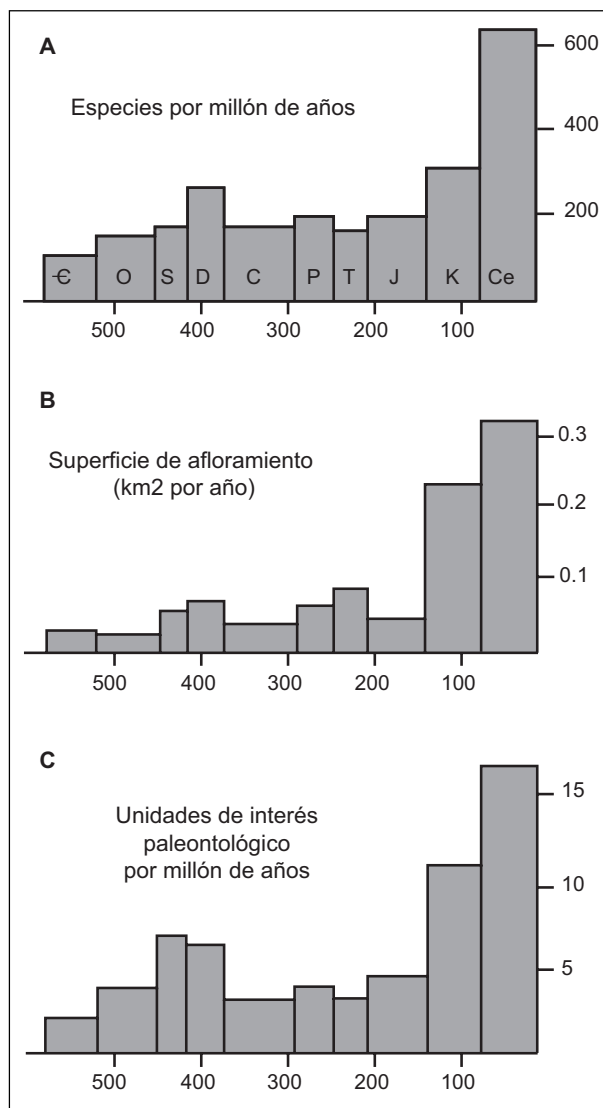 A
Especies por millón de años
600
400
200
Є O S D C P T J K Ce
500 400 300 200 100
B
Superficie de afloramiento
(km2 por año)
0.3
0.2
0.1
500 400 300 200 100
C
Unidades de interés
paleontológico
por millón de años
15
10
5
500 400 300 200 100